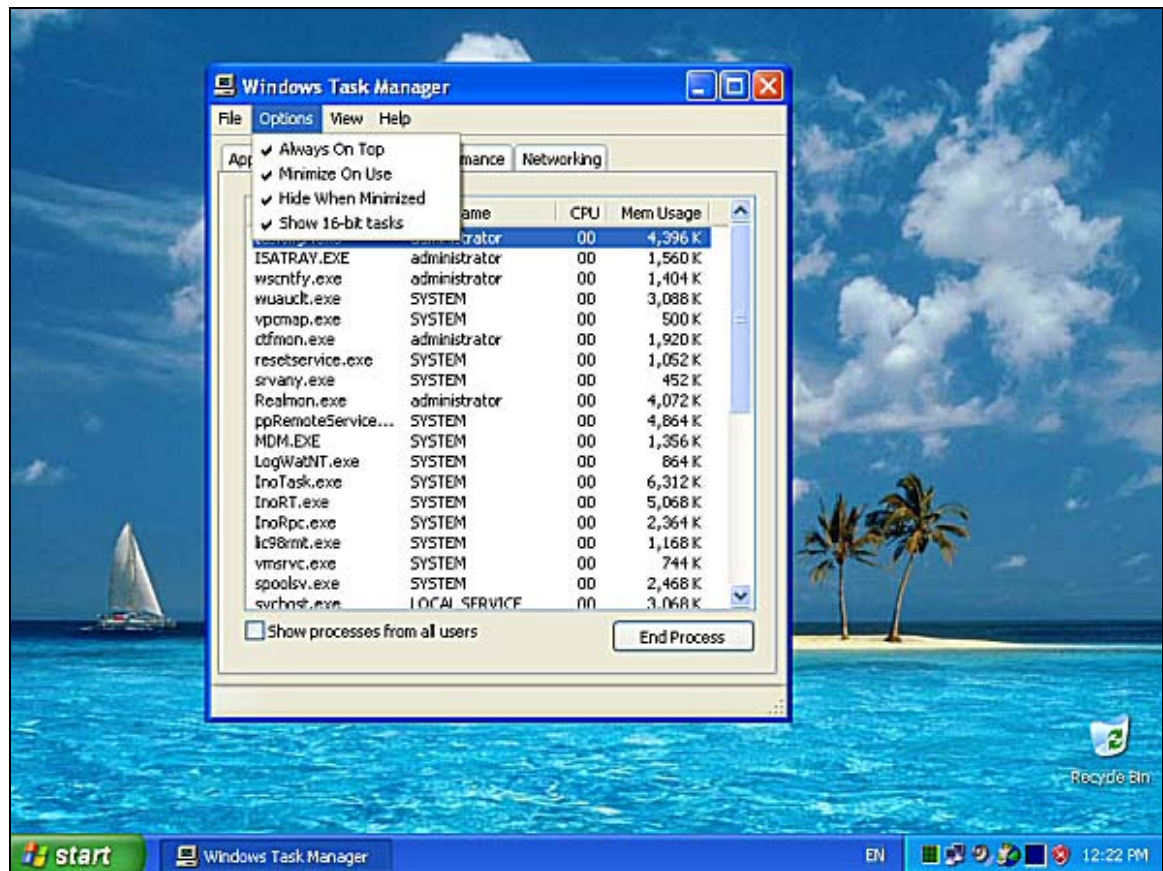 Windows Task Manager
File Options View Help
Always On Top
Minimize On Use
Hide When Minimized
Show 16-bit tasks
App mance Networking
ame CPU Mem Usage
trator 00 4,396 K
ISATRAY.EXE administrator 00 1,560 K
wscntfy.exe administrator 00 1,404 K
wuauclt.exe SYSTEM 00 3,088 K
vpcmap.exe SYSTEM 00 500 K
ctfmon.exe administrator 00 1,920 K
resetservice.exe SYSTEM 00 1,052 K
srvany.exe SYSTEM 00 452 K
Realmon.exe administrator 00 4,072 K
ppRemoteService... SYSTEM 00 4,864 K
MDM.EXE SYSTEM 00 1,356 K
LogWatNT.exe SYSTEM 00 864 K
InoTask.exe SYSTEM 00 6,312 K
InoRT.exe SYSTEM 00 5,068 K
InoRpc.exe SYSTEM 00 2,364 K
lic98rmt.exe SYSTEM 00 1,168 K
vmsrvc.exe SYSTEM 00 744 K
spoolsv.exe SYSTEM 00 2,468 K
svchost.exe LOCAL SERVICE 00 3,068 K
Show processes from all users End Process
Recycle Bin
start Windows Task Manager EN 12:22 PM